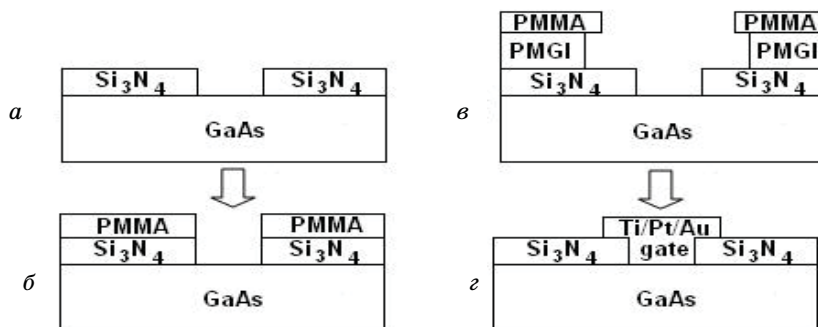 а
Si₃N₄ Si₃N₄
GaAs
б
PMMA PMMA
Si₃N₄ Si₃N₄
GaAs
в
PMMA PMMA
PMGI PMGI
Si₃N₄ Si₃N₄
GaAs
г
Ti/Pt/Au
Si₃N₄ gate Si₃N₄
GaAs